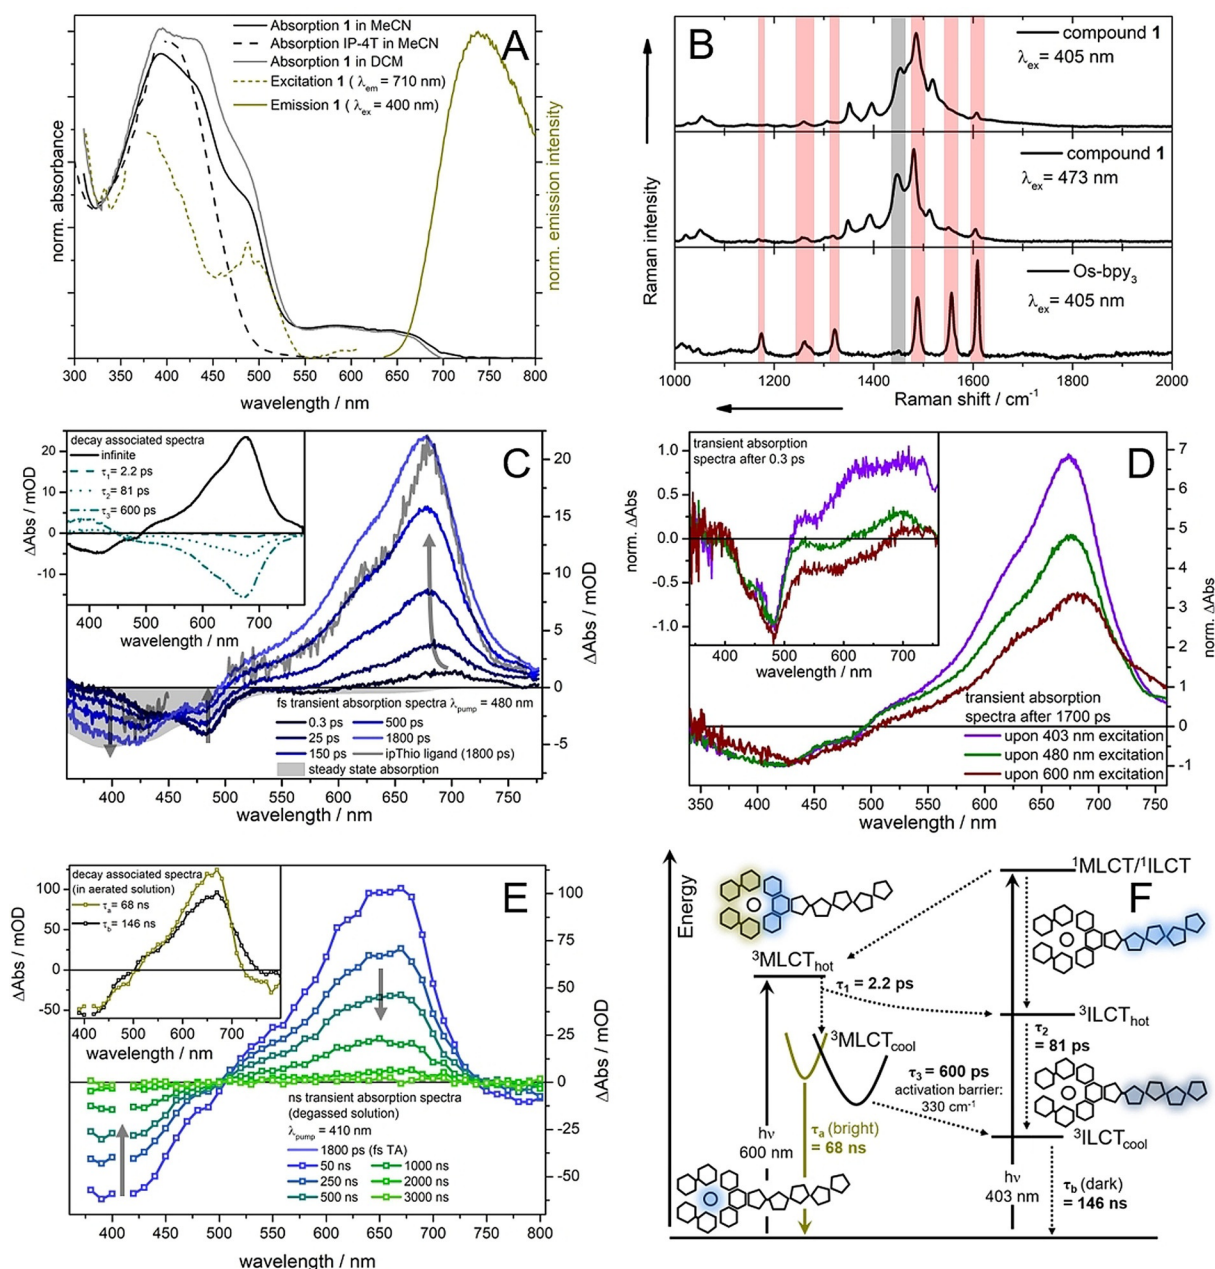 A
Absorption 1 in MeCN
Absorption IP-4T in MeCN
Absorption 1 in DCM
Excitation 1 ( λem = 710 nm)
Emission 1 ( λex = 400 nm)
norm. absorbance
norm. emission intensity
300 350 400 450 500 550 600 650 700 750 800
wavelength / nm
B
compound 1
λex = 405 nm
compound 1
λex = 473 nm
Os-bpy3
λex = 405 nm
Raman intensity
1000 1200 1400 1600 1800 2000
Raman shift / cm-1
C
decay associated spectra
infinite
τ1= 2.2 ps
τ2= 81 ps
τ3= 600 ps
20
10
5
0
-10
ΔAbs / mOD
400 500 600 700
wavelength / nm
20
15
10
5
0
-5
ΔAbs / mOD
fs transient absorption spectra λpump = 480 nm
0.3 ps 500 ps
25 ps 1800 ps
150 ps ipThio ligand (1800 ps)
steady state absorption
400 450 500 550 600 650 700 750
wavelength / nm
D
transient absorption
spectra after 0.3 ps
1.0
0.5
0.0
-0.5
-1.0
norm. ΔAbs
400 500 600 700
wavelength / nm
7
6
5
4
3
2
1
0
-1
norm. ΔAbs
transient absorption
spectra after 1700 ps
upon 403 nm excitation
upon 480 nm excitation
upon 600 nm excitation
350 400 450 500 550 600 650 700 750
wavelength / nm
E
decay associated spectra
(in aerated solution)
τa= 68 ns
τb= 146 ns
100
50
0
-50
ΔAbs / mOD
400 500 600 700
wavelength / nm
100
75
50
25
0
-25
-50
ΔAbs / mOD
ns transient absorption spectra
(degassed solution)
λpump = 410 nm
1800 ps (fs TA)
50 ns 1000 ns
250 ns 2000 ns
500 ns 3000 ns
400 450 500 550 600 650 700 750 800
wavelength / nm
F
Energy
1MLCT/1ILCT
3MLCThot
τ1 = 2.2 ps
3ILCThot
3MLCTcool
τ2
= 81 ps
τ3 = 600 ps
activation barrier:
330 cm-1
3ILCTcool
hν
600 nm
τa (bright)
= 68 ns
hν
403 nm
τb (dark)
= 146 ns